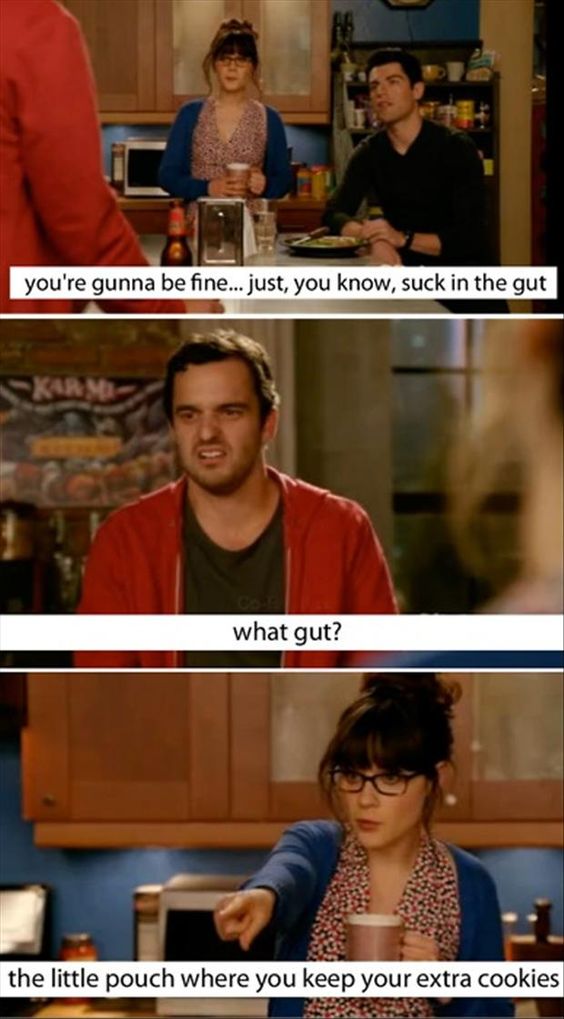 you're gunna be fine... just, you know, suck in the gut
what gut?
the little pouch where you keep your extra cookies